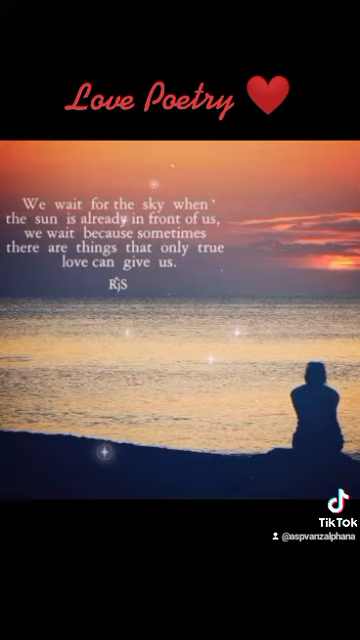 Love Poetry
We wait for the sky when
the sun is already in front of us,
we wait because sometimes
there are things that only true
love can give us.
RjS
TikTok
@aspvanzalphana